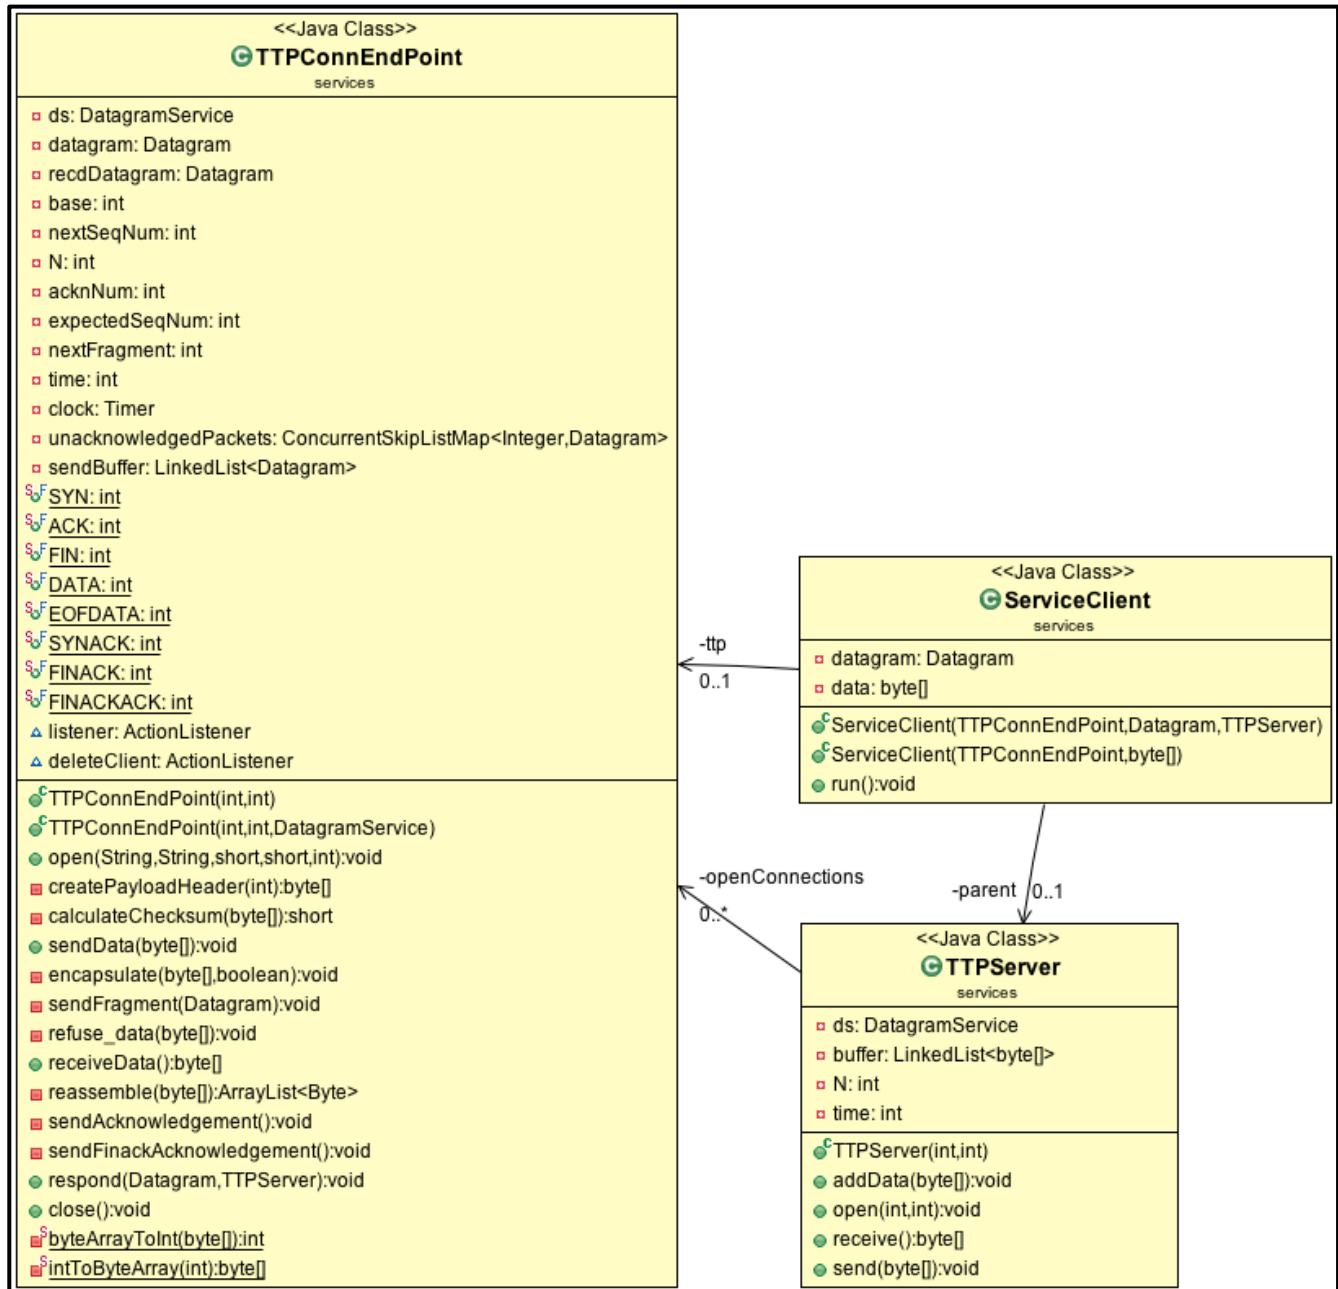 <<Java Class>>
TTPConnEndPoint
services
ds: DatagramService
datagram: Datagram
recdDatagram: Datagram
base: int
nextSeqNum: int
N: int
acknNum: int
expectedSeqNum: int
nextFragment: int
time: int
clock: Timer
unacknowledgedPackets: ConcurrentSkipListMap<Integer,Datagram>
sendBuffer: LinkedList<Datagram>
SYN: int
ACK: int
FIN: int
DATA: int
EOFDATA: int
SYNACK: int
FINACK: int
FINACKACK: int
listener: ActionListener
deleteClient: ActionListener
TTPConnEndPoint(int,int)
TTPConnEndPoint(int,int,DatagramService)
open(String,String,short,short,int):void
createPayloadHeader(int):byte[]
calculateChecksum(byte[]):short
sendData(byte[]):void
encapsulate(byte[],boolean):void
sendFragment(Datagram):void
refuse_data(byte[]):void
receiveData():byte[]
reassemble(byte[]):ArrayList<Byte>
sendAcknowledgement():void
sendFinackAcknowledgement():void
respond(Datagram,TTPServer):void
close():void
byteArrayToInt(byte[]):int
intToByteArray(int):byte[]
-ttp
0..1
<<Java Class>>
ServiceClient
services
datagram: Datagram
data: byte[]
ServiceClient(TTPConnEndPoint,Datagram,TTPServer)
ServiceClient(TTPConnEndPoint,byte[])
run():void
-openConnections
0..*
-parent
0..1
<<Java Class>>
TTPServer
services
ds: DatagramService
buffer: LinkedList<byte[]>
N: int
time: int
TTPServer(int,int)
addData(byte[]):void
open(int,int):void
receive():byte[]
send(byte[]):void